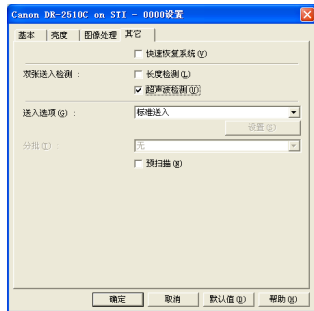 Canon DR-2510C on STI - 0000设置
基本 亮度 图像处理 其它
快速恢复系统(V)
双张送入检测 : 长度检测(L)
超声波检测(U)
送入选项(G) : 标准送入
设置(E)
分批(T) : 无
预扫描(N)
确定 取消 默认值(D) 帮助(H)